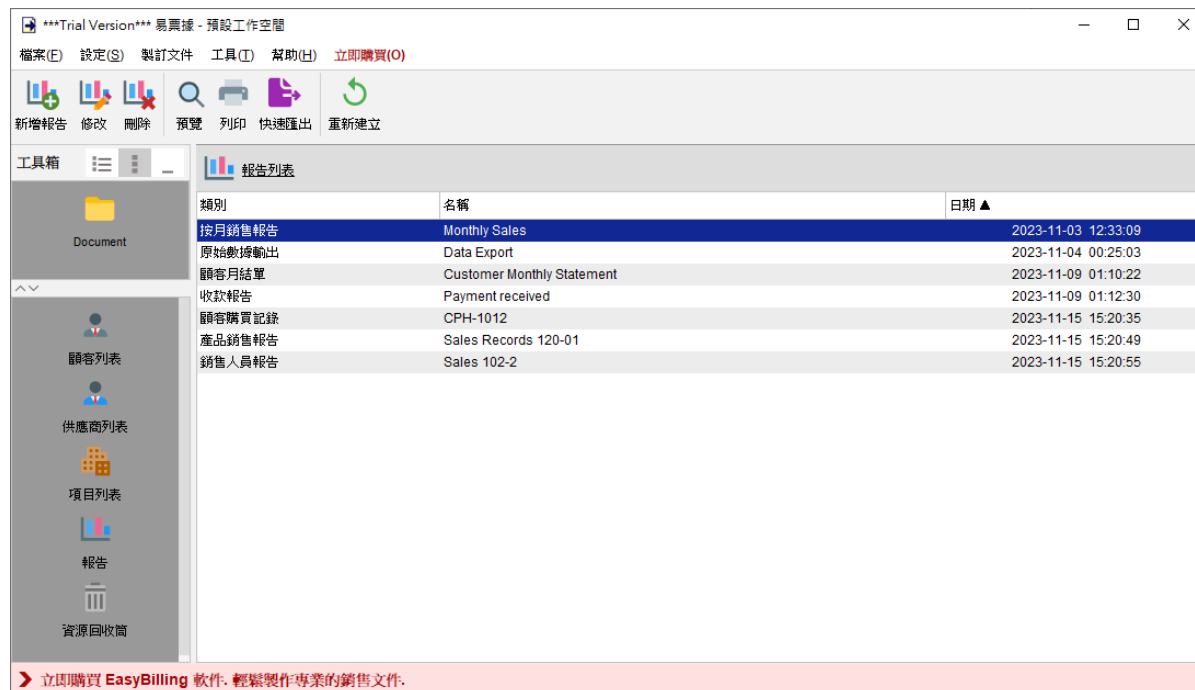 ***Trial Version*** 易票據 - 預設工作空間
檔案(F) 設定(S) 製訂文件 工具(T) 幫助(H) 立即購買(O)
新增報告 修改 刪除 預覽 列印 快速匯出 重新建立
工具箱
報告列表
Document
類別 名稱 日期 ▲
按月銷售報告 Monthly Sales 2023-11-03 12:33:09
原始數據輸出 Data Export 2023-11-04 00:25:03
顧客月結單 Customer Monthly Statement 2023-11-09 01:10:22
收款報告 Payment received 2023-11-09 01:12:30
顧客購買記錄 CPH-1012 2023-11-15 15:20:35
產品銷售報告 Sales Records 120-01 2023-11-15 15:20:49
銷售人員報告 Sales 102-2 2023-11-15 15:20:55
顧客列表
供應商列表
項目列表
報告
資源回收筒
立即購買 EasyBilling 軟件. 輕鬆製作專業的銷售文件.